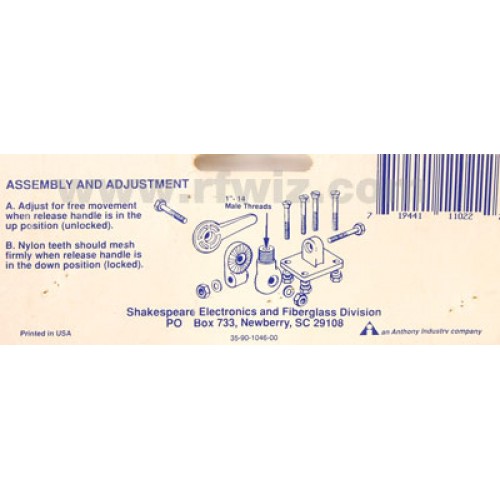 www.rfwiz.com
ASSEMBLY AND ADJUSTMENT
A. Adjust for free movement
when release handle is in the
up position (unlocked).
B. Nylon teeth should mesh
firmly when release handle is
in the down position (locked).
1"- 14
Male Threads
7 19441 11022
Shakespeare Electronics and Fiberglass Division
PO Box 733, Newberry, SC 29108
Printed in USA
35-90-1046-00
an Anthony Industry company